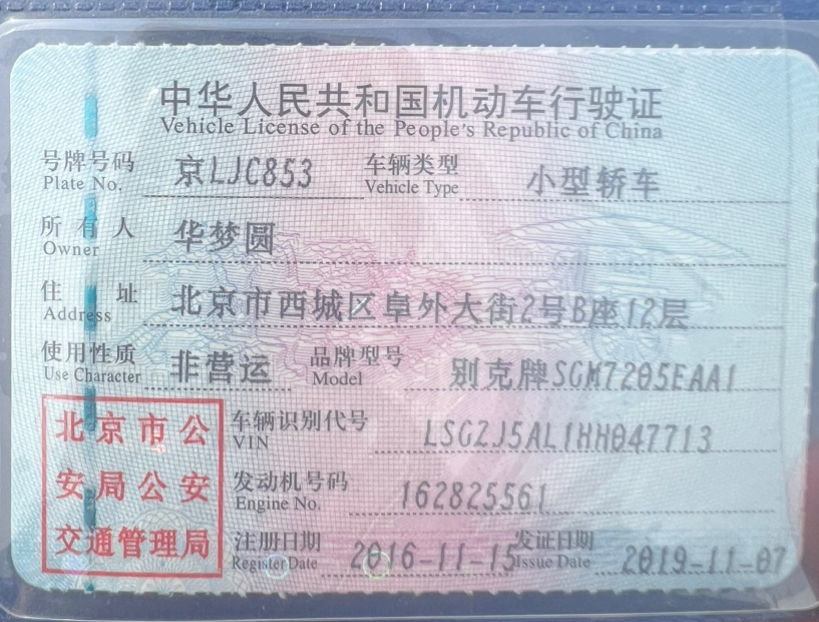 中华人民共和国机动车行驶证
Vehicle License of the People's Republic of China
号牌号码 京LJC853 车辆类型 小型轿车
Plate No. Vehicle Type
所有人 华梦圆
Owner
住址 北京市西城区阜外大街2号B座12层
Address
使用性质 非营运 品牌型号 别克牌SGM7205EAA1
Use Character Model
北京市公 车辆识别代号 LSGZJ5AL1HH047713
VIN
安局公安 发动机号码 162825561
Engine No.
交通管理局 注册日期 2016-11-15 发证日期 2019-11-07
Register Date Issue Date